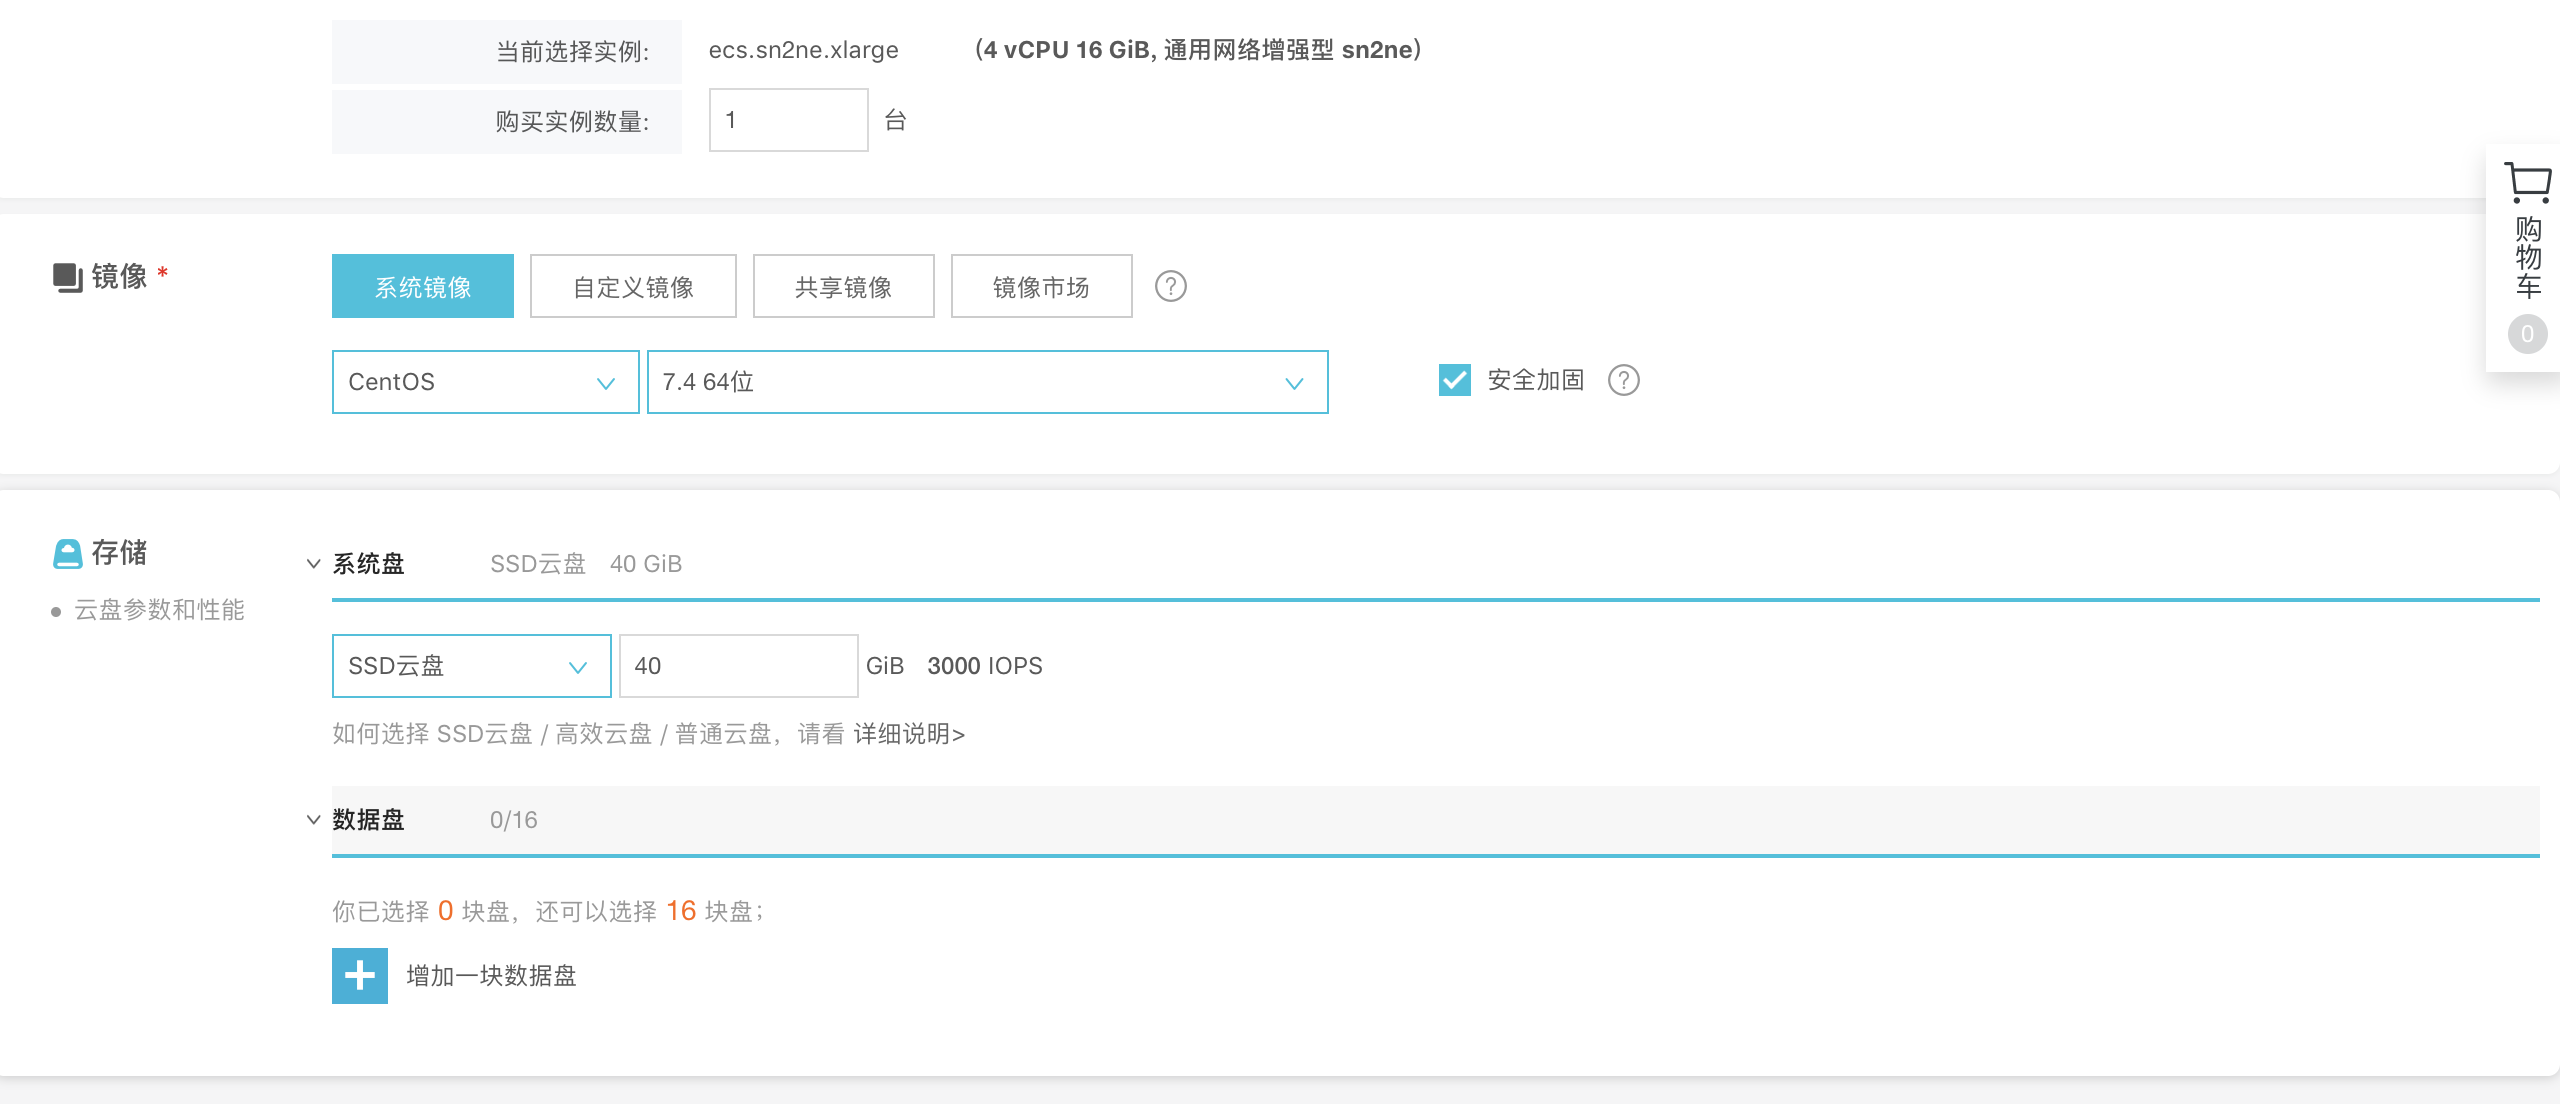 当前选择实例: ecs.sn2ne.xlarge (4 vCPU 16 GiB, 通用网络增强型 sn2ne)
购买实例数量: 1 台
购物车
0
镜像 *
系统镜像 自定义镜像 共享镜像 镜像市场 ?
CentOS 7.4 64位 安全加固 ?
存储
云盘参数和性能
系统盘 SSD云盘 40 GiB
SSD云盘 40 GiB 3000 IOPS
如何选择 SSD云盘 / 高效云盘 / 普通云盘，请看 详细说明>
数据盘 0/16
你已选择 0 块盘，还可以选择 16 块盘；
增加一块数据盘